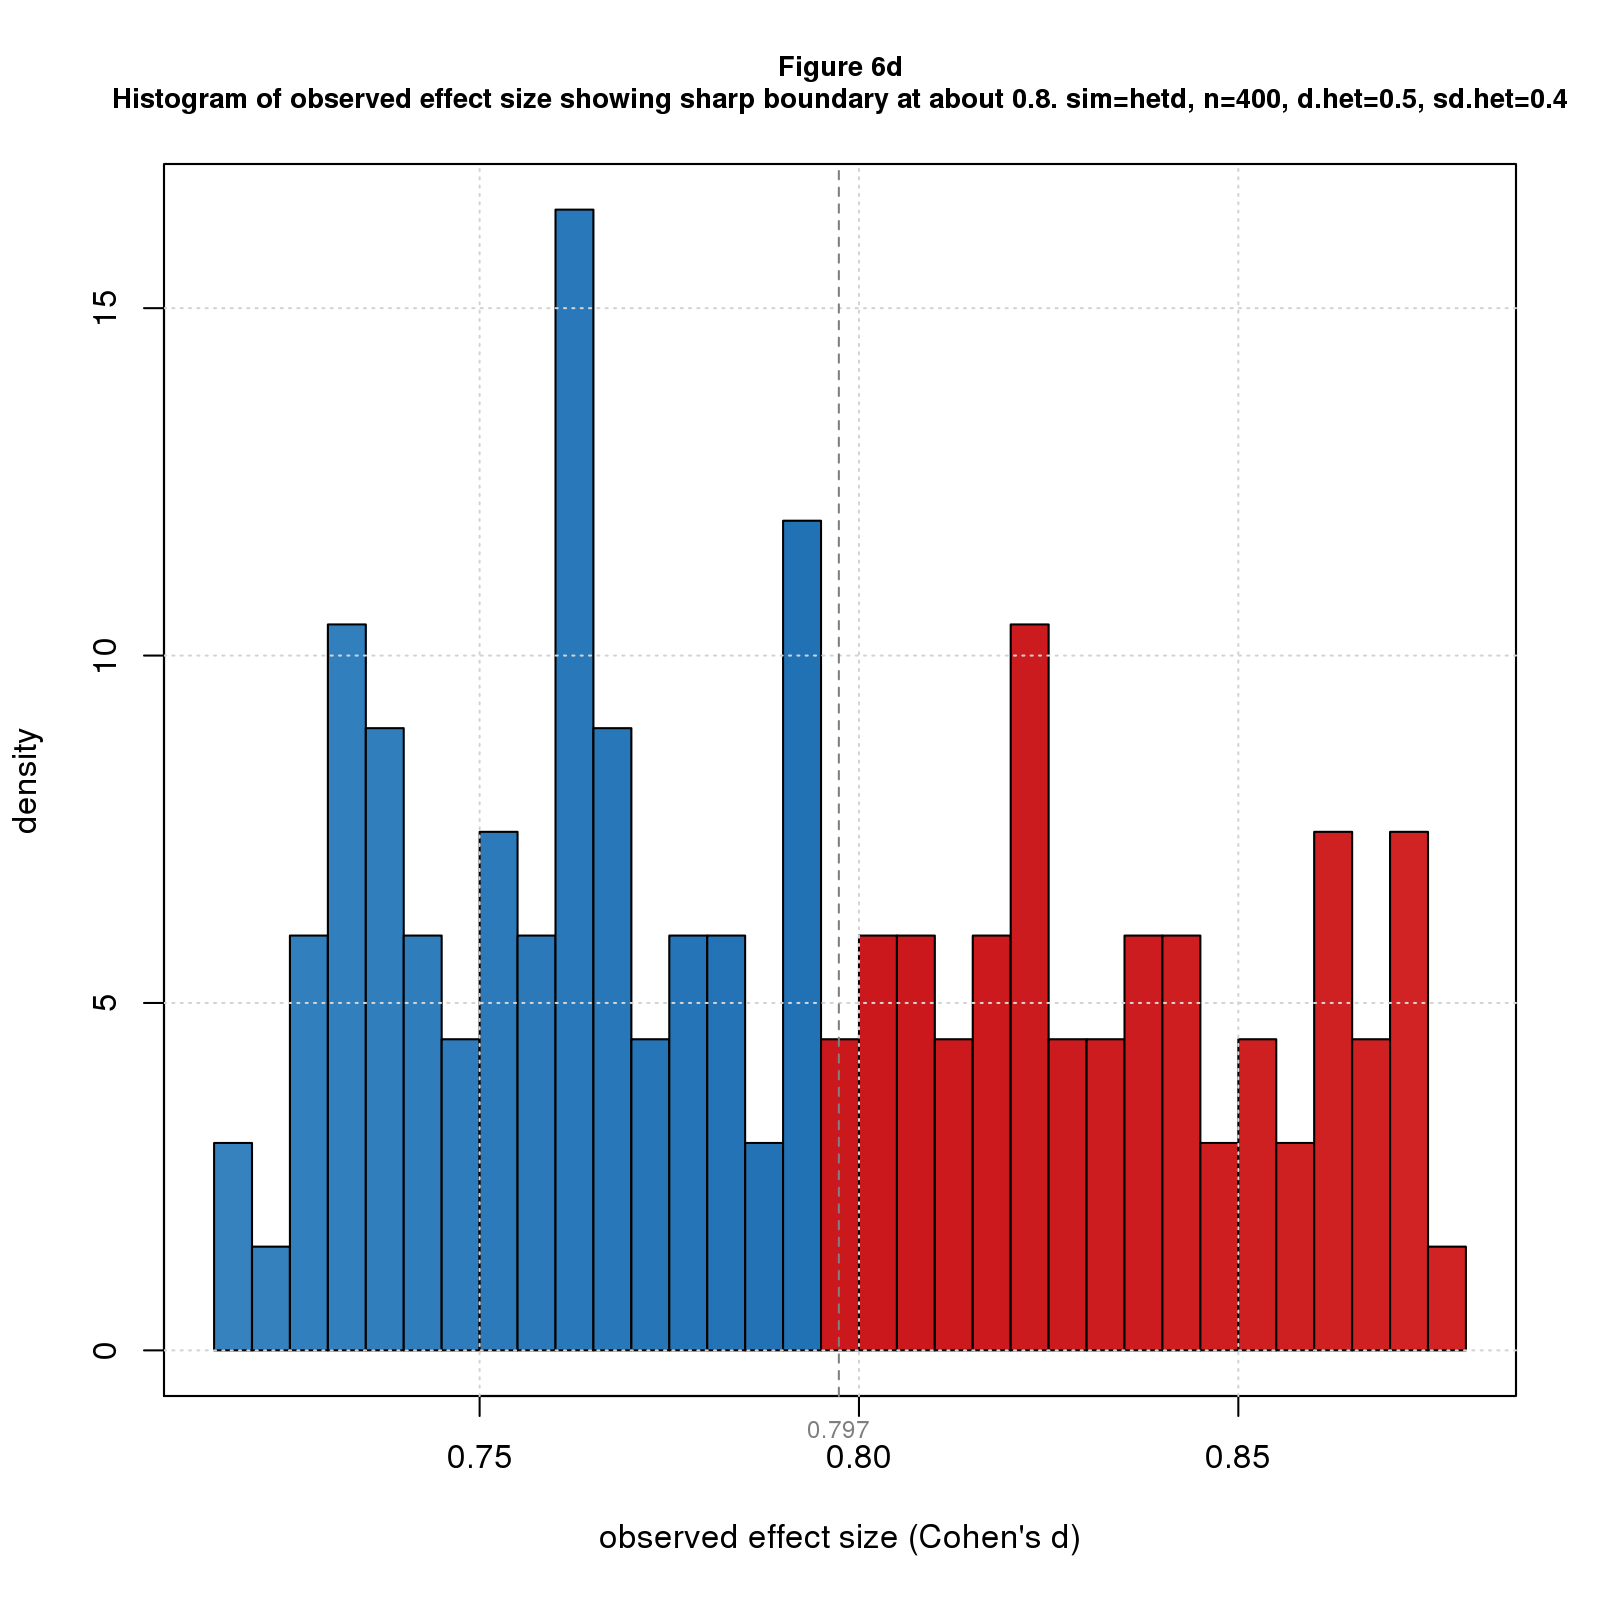 Figure 6d
Histogram of observed effect size showing sharp boundary at about 0.8. sim=hetd, n=400, d.het=0.5, sd.het=0.4
15
10
5
0
density
0.797
0.75 0.80 0.85
observed effect size (Cohen's d)